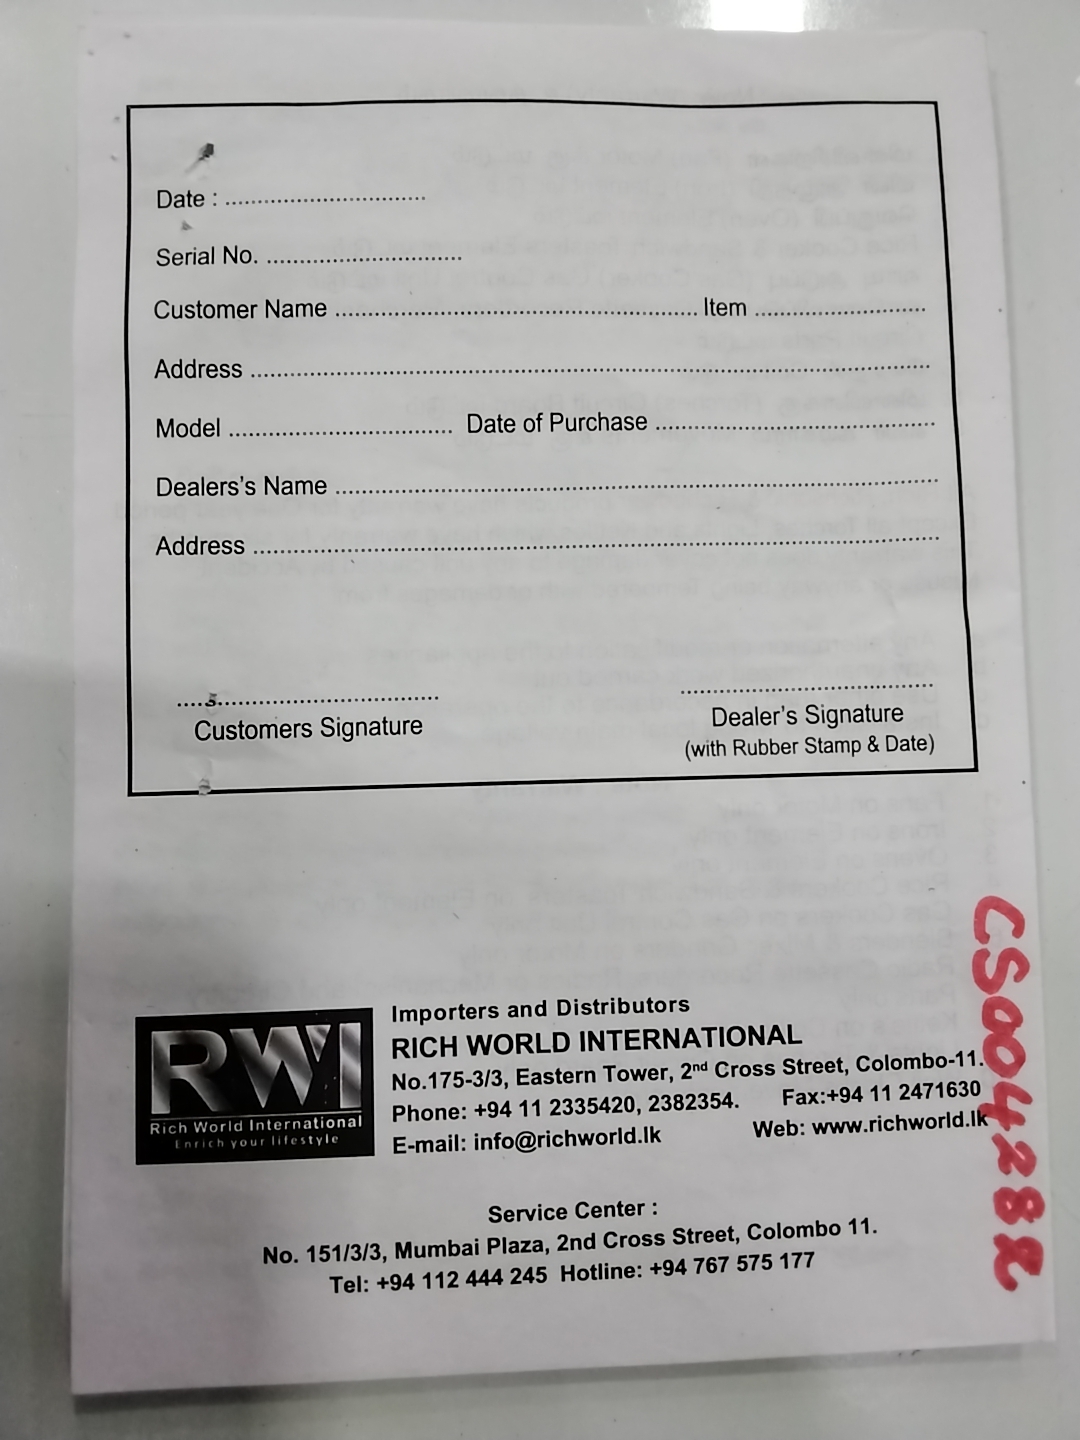 Date : ................................
Serial No. ..............................
Customer Name ........................................................ Item ...........................
Address ..........................................................................................................
Model ................................... Date of Purchase ...........................................
Dealers's Name .............................................................................................
Address .........................................................................................................
Customers Signature
Dealer's Signature
(with Rubber Stamp & Date)
RWI
Rich World International
Enrich your lifestyle
Importers and Distributors
RICH WORLD INTERNATIONAL
No.175-3/3, Eastern Tower, 2nd Cross Street, Colombo-11.
Phone: +94 11 2335420, 2382354. Fax:+94 11 2471630
E-mail: info@richworld.lk Web: www.richworld.lk
Service Center :
No. 151/3/3, Mumbai Plaza, 2nd Cross Street, Colombo 11.
Tel: +94 112 444 245 Hotline: +94 767 575 177